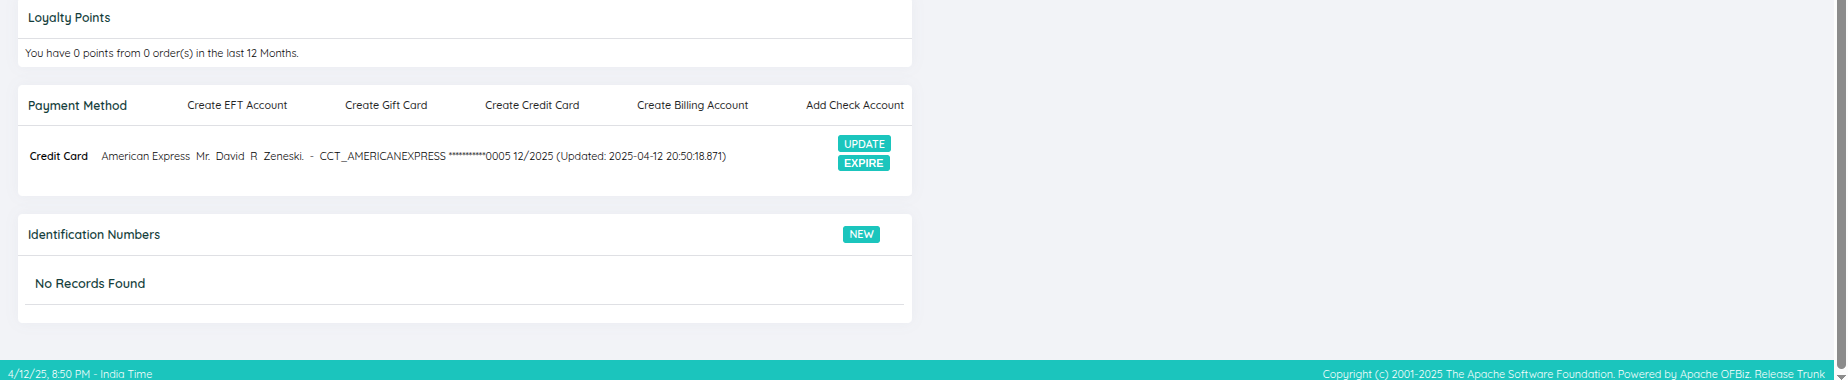 Loyalty Points
You have 0 points from 0 order(s) in the last 12 Months.
Payment Method Create EFT Account Create Gift Card Create Credit Card Create Billing Account Add Check Account
Credit Card American Express Mr. David R Zeneski. - CCT_AMERICANEXPRESS ***********0005 12/2025 (Updated: 2025-04-12 20:50:18.871)
UPDATE
EXPIRE
Identification Numbers NEW
No Records Found
4/12/25, 8:50 PM - India Time Copyright (c) 2001-2025 The Apache Software Foundation. Powered by Apache OFBiz. Release Trunk